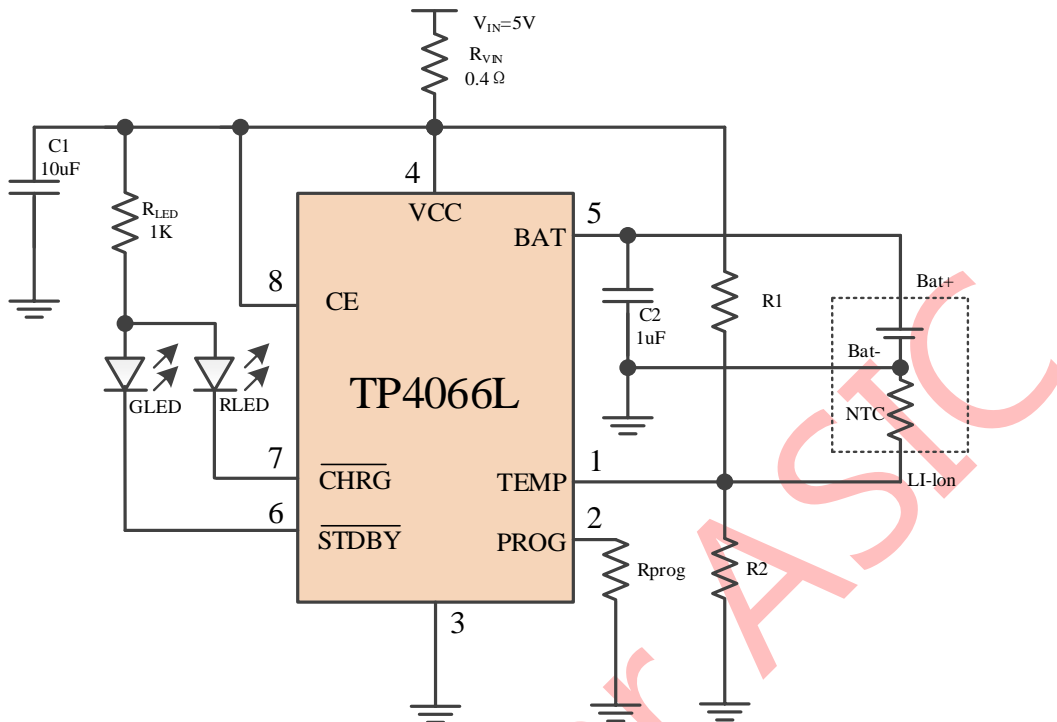 V_IN=5V
R_VIN
0.4Ω
C1
10uF
R_LED
1K
4
VCC
5
BAT
8
CE
C2
1uF
R1
Bat+
Bat-
NTC
LI-lon
GLED
RLED
TP4066L
7
CHRG
6
STDBY
1
TEMP
2
PROG
Rprog
R2
3
r ASIC